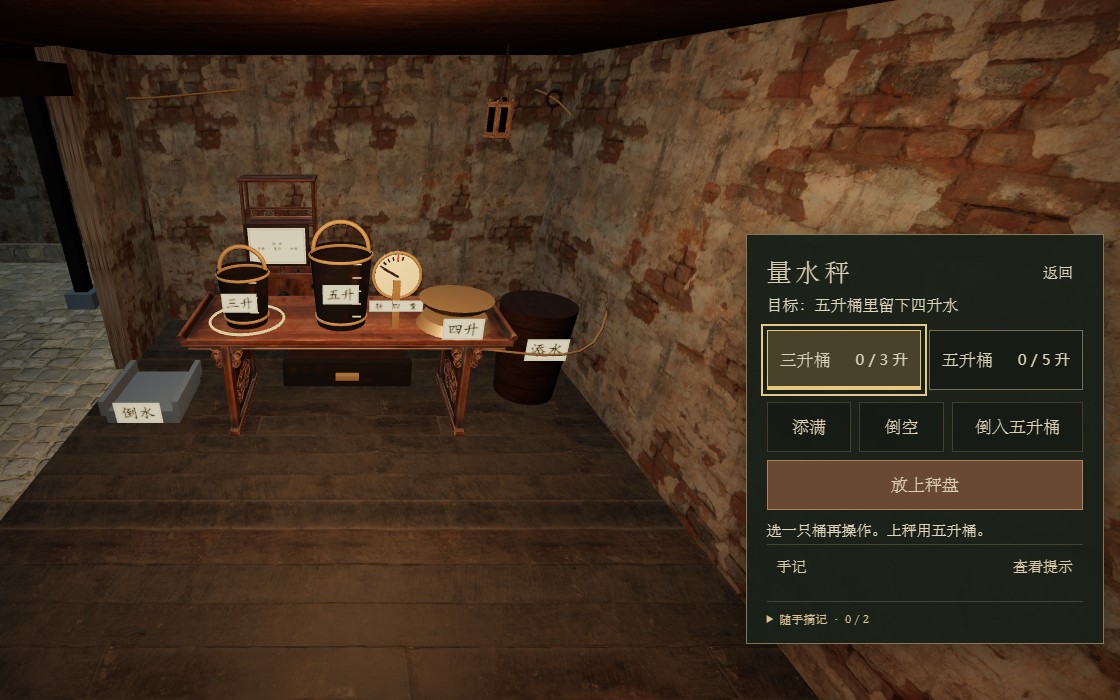 三升
五升
四升
添水
倒水
量水秤
返回
目标：五升桶里留下四升水
三升桶 0/3升
五升桶 0/5升
添满
倒空
倒入五升桶
放上秤盘
选一只桶再操作。上秤用五升桶。
手记
查看提示
▶ 随手摘记 · 0/2